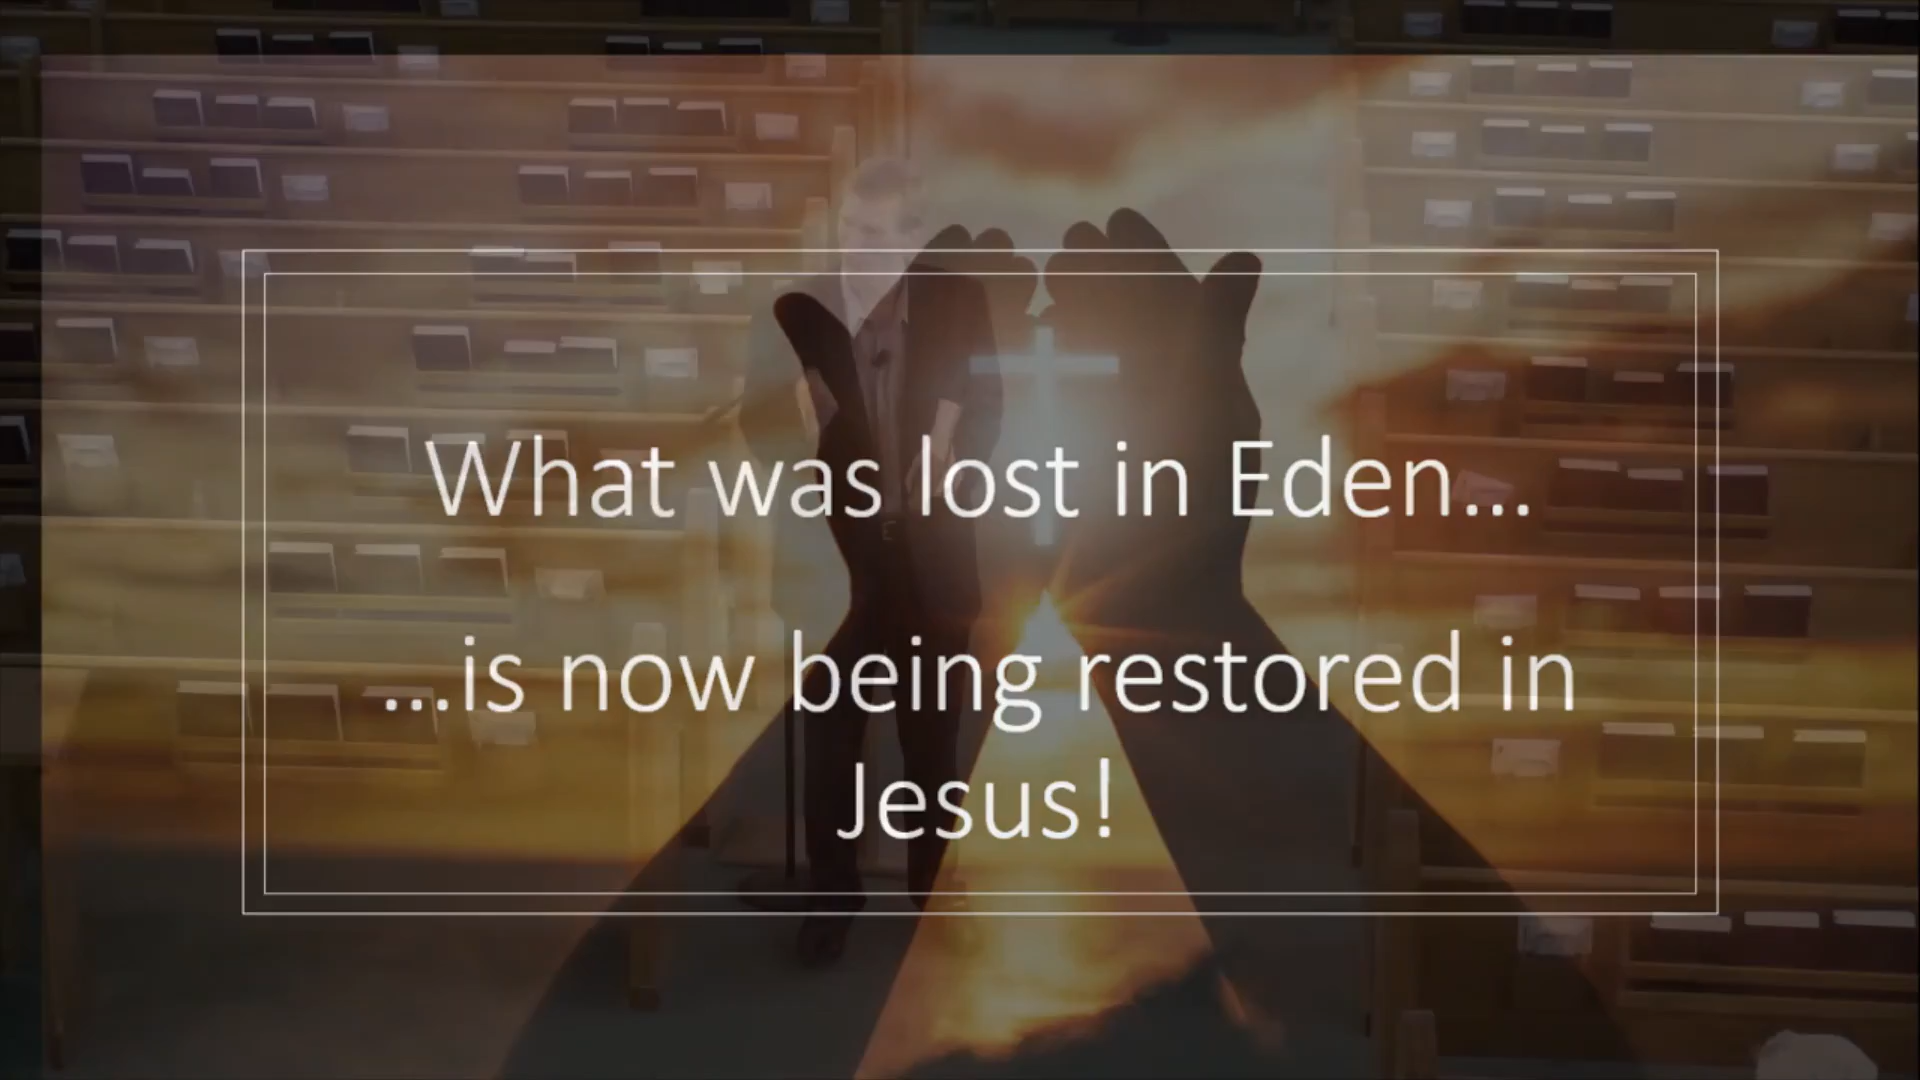 What was lost in Eden...
...is now being restored in
Jesus!